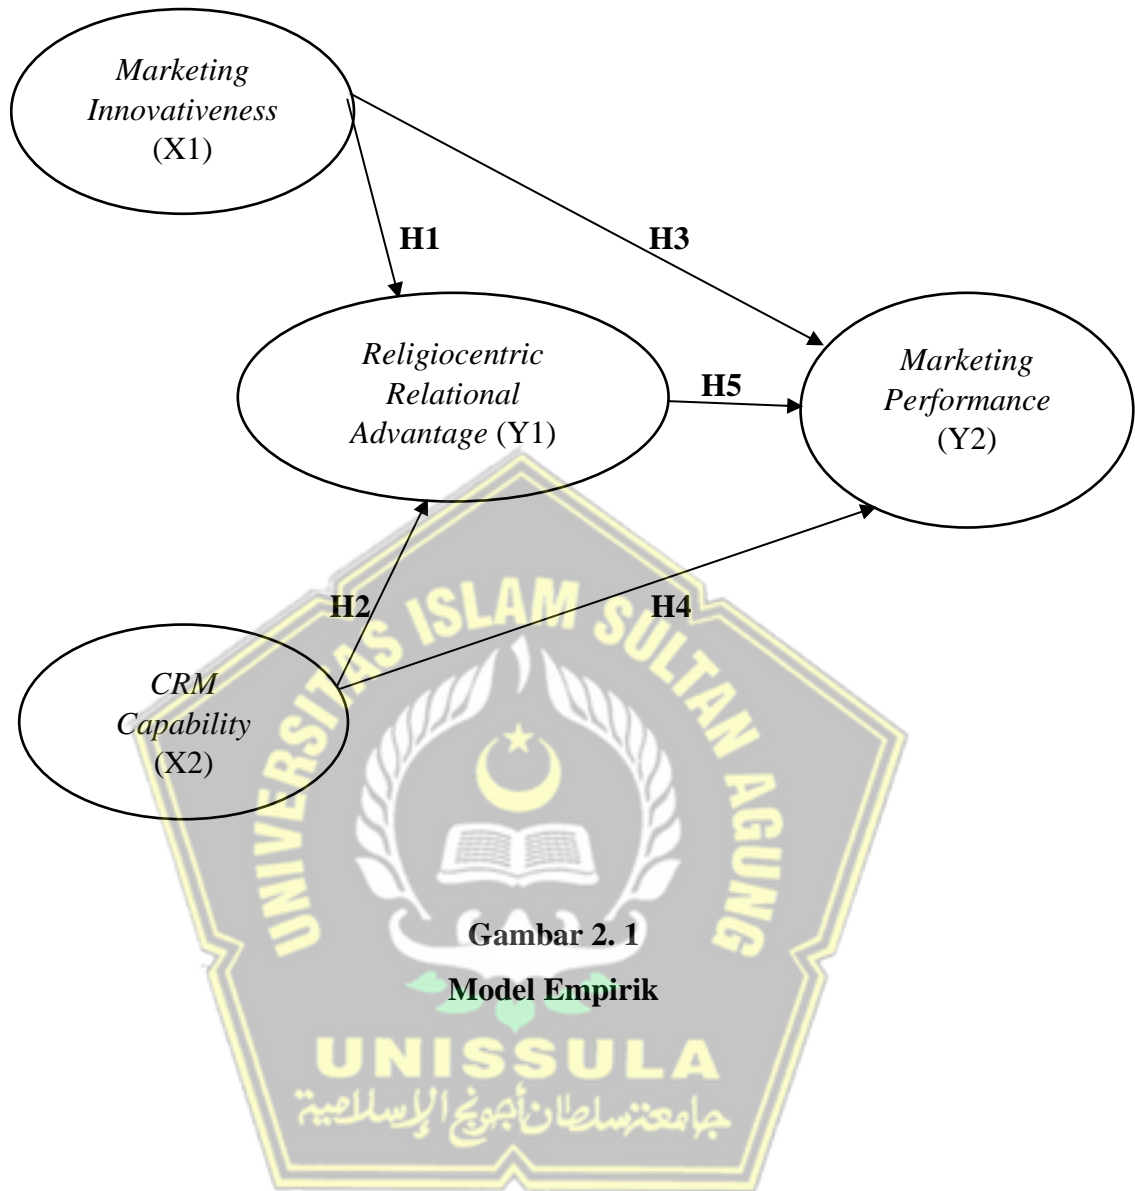 Marketing
Innovativeness
(X1)
H1
H3
Religiocentric
Relational
Advantage (Y1)
H5
Marketing
Performance
(Y2)
H2
H4
CRM
Capability
(X2)
UNIVERSITAS ISLAM SULTAN AGUNG
Gambar 2. 1
Model Empirik
UNISSULA
جامعة سلطان أجونج الإسلامية